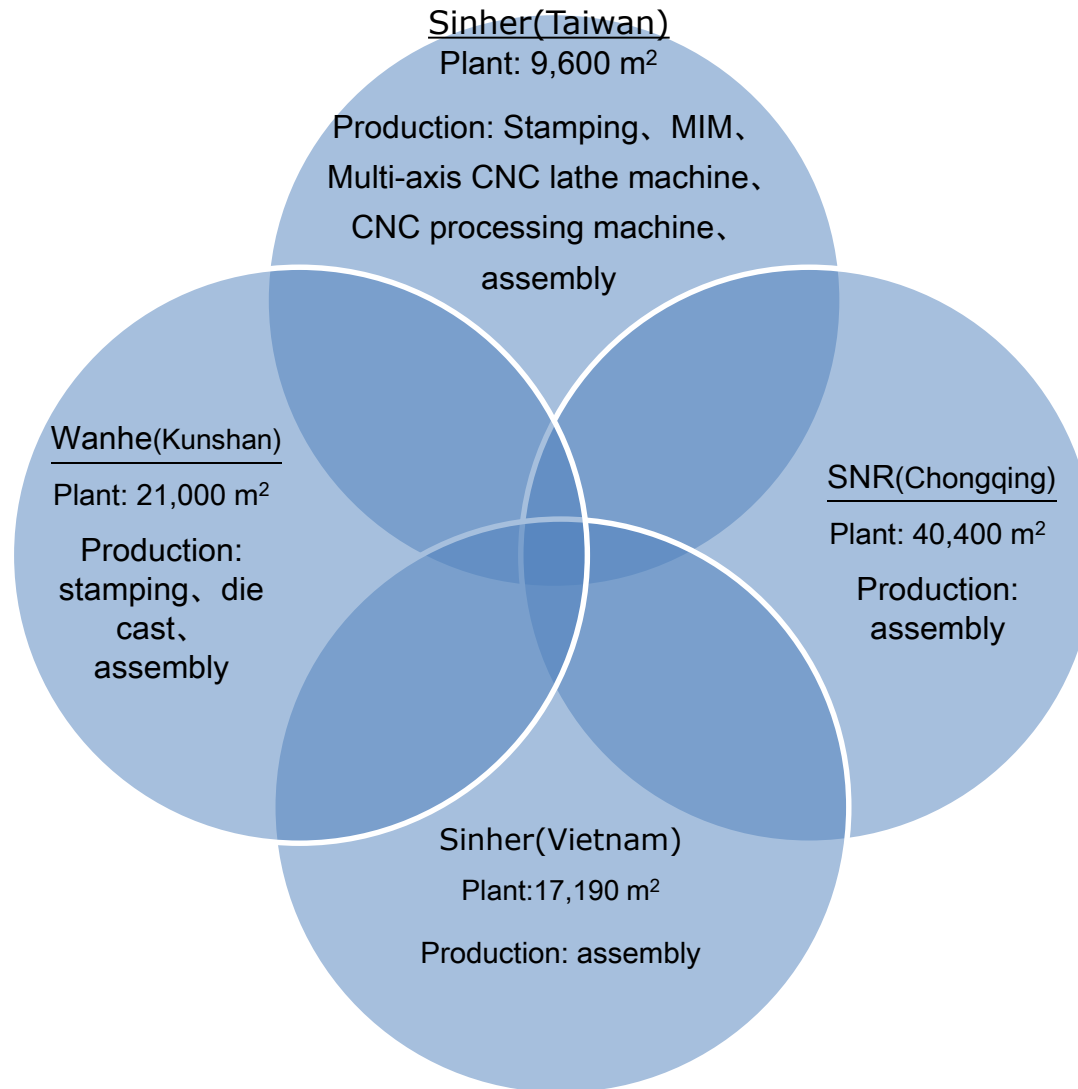 Sinher(Taiwan)
Plant: 9,600 m²
Production: Stamping、MIM、
Multi-axis CNC lathe machine、
CNC processing machine、
assembly
Wanhe(Kunshan)
Plant: 21,000 m²
Production:
stamping、die
cast、
assembly
SNR(Chongqing)
Plant: 40,400 m²
Production:
assembly
Sinher(Vietnam)
Plant:17,190 m²
Production: assembly